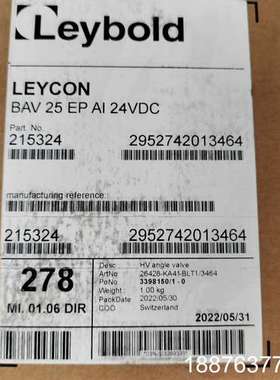 Leybold
LEYCON
BAV 25 EP AI 24VDC
Part. No.
215324 2952742013464
manufacturing reference:
215324 2952742013464
278
MI. 01.06 DIR
Desc HV angle valve
ArtNo 26428-KA41-BLT1/3464
PoNo 3398150/1 - 0
Weight 1.00 kg
PackDate 2022/05/30
COO Switzerland
2022/05/31
18876377